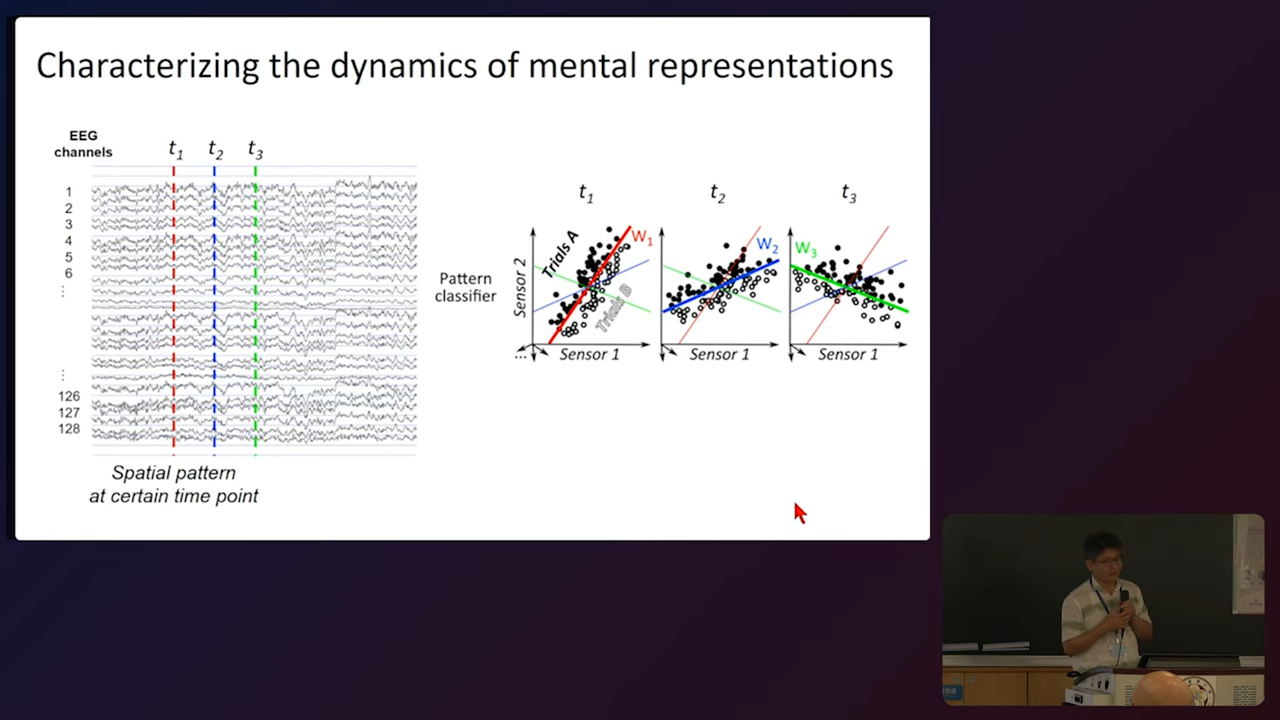 Characterizing the dynamics of mental representations
EEG
channels
t1 t2 t3
1
2
3
4
5
6
⋮
⋮
126
127
128
Spatial pattern
at certain time point
Pattern
classifier
t1
t2
t3
Trials A
Trials B
W1
W2
W3
Sensor 2
...
Sensor 1
Sensor 1
Sensor 1